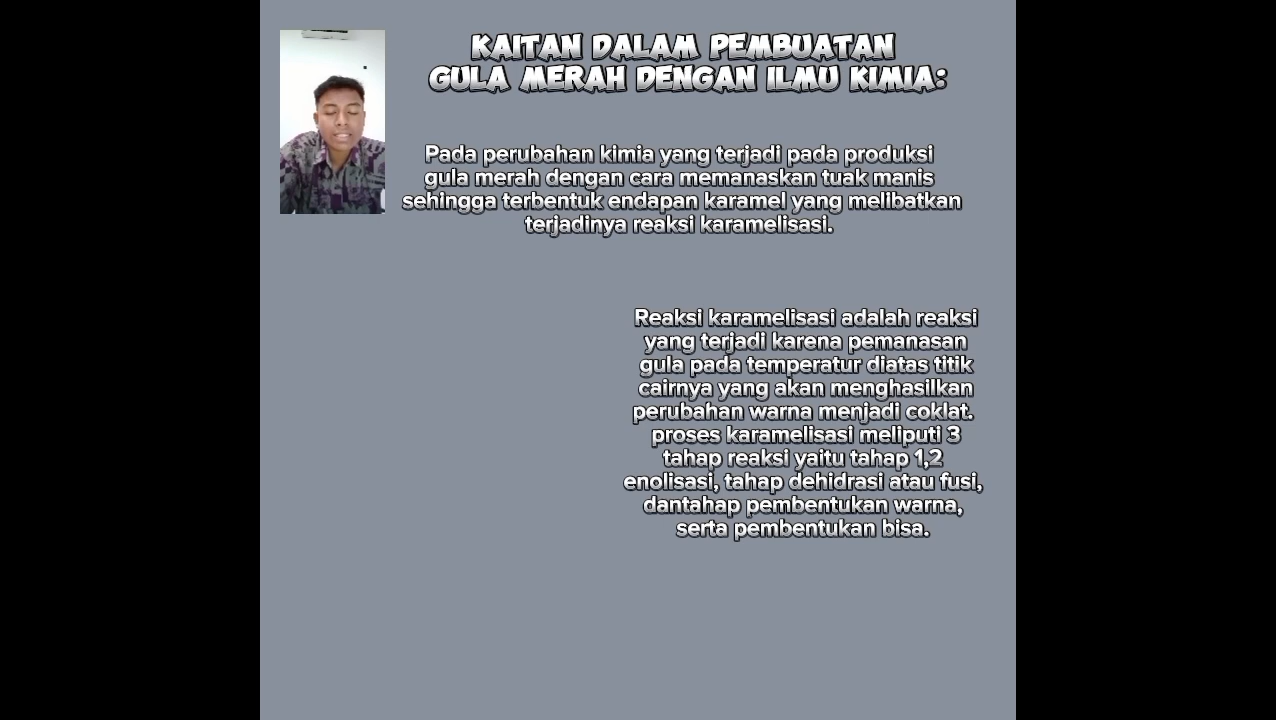 KAITAN DALAM PEMBUATAN
GULA MERAH DENGAN ILMU KIMIA:
Pada perubahan kimia yang terjadi pada produksi
gula merah dengan cara memanaskan tuak manis
sehingga terbentuk endapan karamel yang melibatkan
terjadinya reaksi karamelisasi.
Reaksi karamelisasi adalah reaksi
yang terjadi karena pemanasan
gula pada temperatur diatas titik
cairnya yang akan menghasilkan
perubahan warna menjadi coklat.
proses karamelisasi meliputi 3
tahap reaksi yaitu tahap 1,2
enolisasi, tahap dehidrasi atau fusi,
dantahap pembentukan warna,
serta pembentukan bisa.